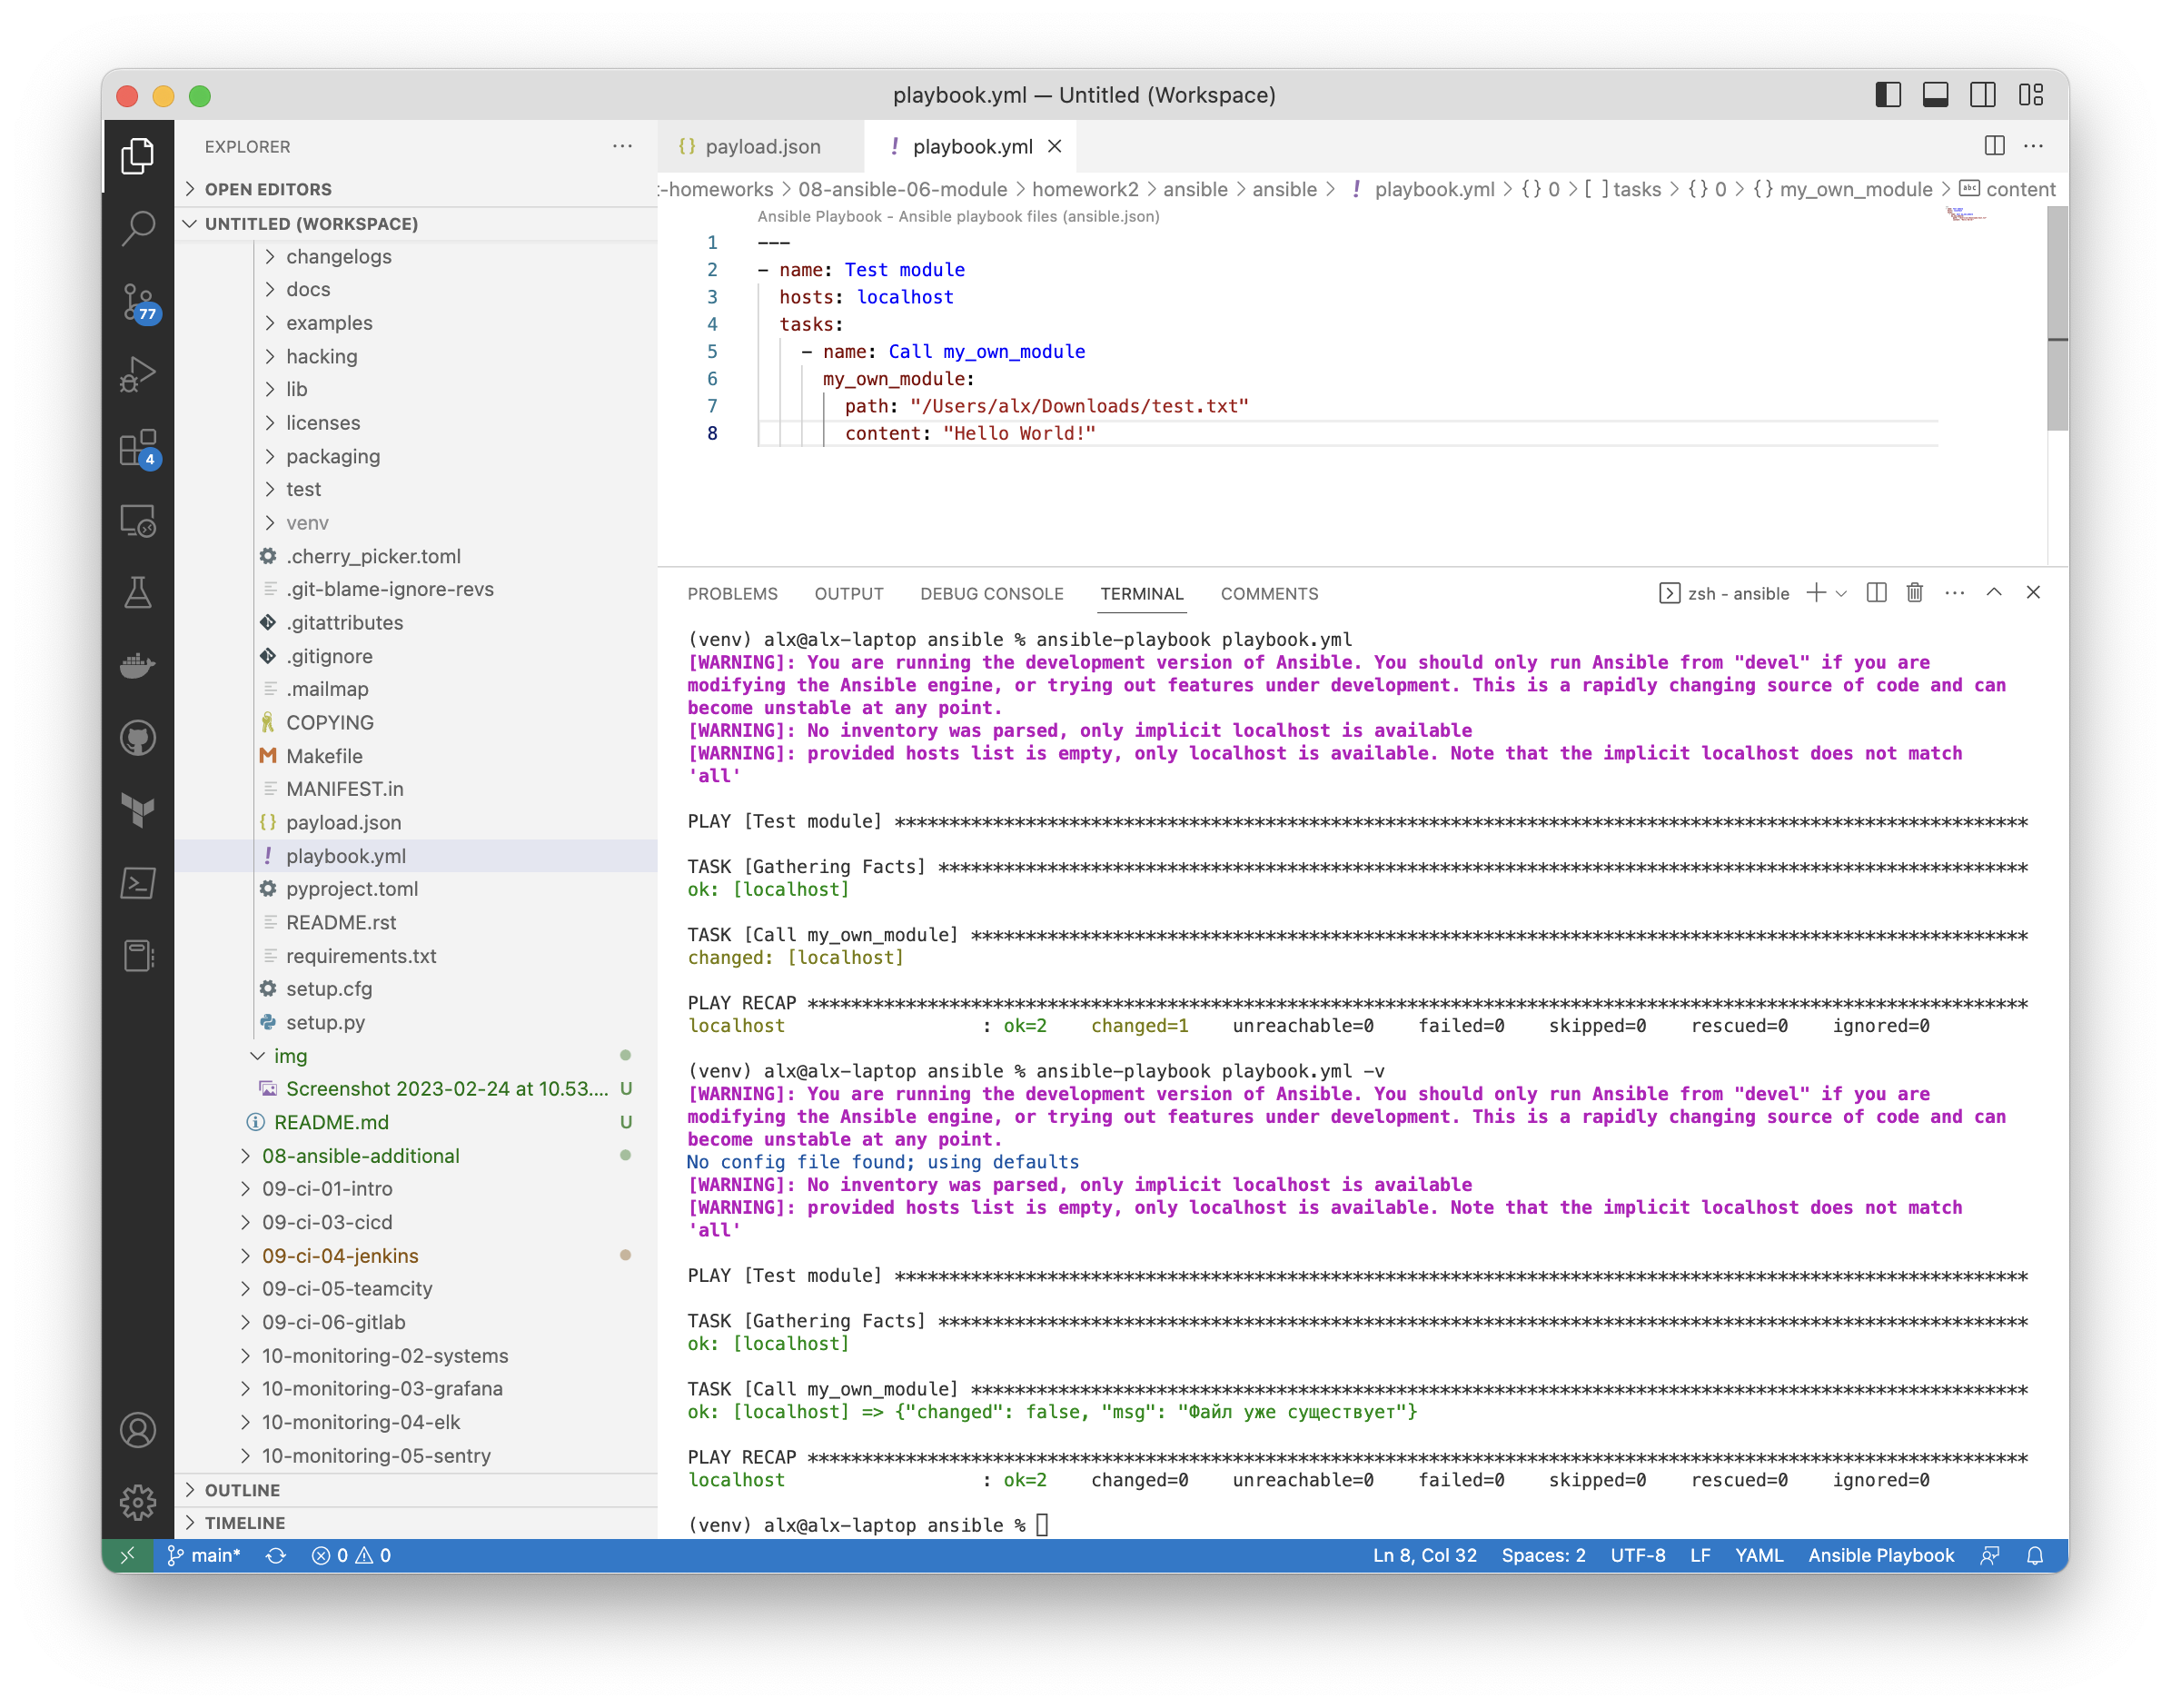 playbook.yml — Untitled (Workspace)
EXPLORER
OPEN EDITORS
UNTITLED (WORKSPACE)
changelogs
docs
examples
hacking
lib
licenses
packaging
test
venv
.cherry_picker.toml
.git-blame-ignore-revs
.gitattributes
.gitignore
.mailmap
COPYING
Makefile
MANIFEST.in
payload.json
playbook.yml
pyproject.toml
README.rst
requirements.txt
setup.cfg
setup.py
img
Screenshot 2023-02-24 at 10.53.... U
README.md U
08-ansible-additional
09-ci-01-intro
09-ci-03-cicd
09-ci-04-jenkins
09-ci-05-teamcity
09-ci-06-gitlab
10-monitoring-02-systems
10-monitoring-03-grafana
10-monitoring-04-elk
10-monitoring-05-sentry
OUTLINE
TIMELINE
77
4
{} payload.json ! playbook.yml
t-homeworks > 08-ansible-06-module > homework2 > ansible > ansible > ! playbook.yml > {} 0 > [ ] tasks > {} 0 > {} my_own_module > abc content
Ansible Playbook - Ansible playbook files (ansible.json)
1 ---
2 - name: Test module
3 hosts: localhost
4 tasks:
5 - name: Call my_own_module
6 my_own_module:
7 path: "/Users/alx/Downloads/test.txt"
8 content: "Hello World!"
PROBLEMS OUTPUT DEBUG CONSOLE TERMINAL COMMENTS zsh - ansible
(venv) alx@alx-laptop ansible % ansible-playbook playbook.yml
[WARNING]: You are running the development version of Ansible. You should only run Ansible from "devel" if you are
modifying the Ansible engine, or trying out features under development. This is a rapidly changing source of code and can
become unstable at any point.
[WARNING]: No inventory was parsed, only implicit localhost is available
[WARNING]: provided hosts list is empty, only localhost is available. Note that the implicit localhost does not match
'all'
PLAY [Test module] ********************************************************************************************************
TASK [Gathering Facts] ****************************************************************************************************
ok: [localhost]
TASK [Call my_own_module] *************************************************************************************************
changed: [localhost]
PLAY RECAP ****************************************************************************************************************
localhost : ok=2 changed=1 unreachable=0 failed=0 skipped=0 rescued=0 ignored=0
(venv) alx@alx-laptop ansible % ansible-playbook playbook.yml -v
[WARNING]: You are running the development version of Ansible. You should only run Ansible from "devel" if you are
modifying the Ansible engine, or trying out features under development. This is a rapidly changing source of code and can
become unstable at any point.
No config file found; using defaults
[WARNING]: No inventory was parsed, only implicit localhost is available
[WARNING]: provided hosts list is empty, only localhost is available. Note that the implicit localhost does not match
'all'
PLAY [Test module] ********************************************************************************************************
TASK [Gathering Facts] ****************************************************************************************************
ok: [localhost]
TASK [Call my_own_module] *************************************************************************************************
ok: [localhost] => {"changed": false, "msg": "Файл уже существует"}
PLAY RECAP ****************************************************************************************************************
localhost : ok=2 changed=0 unreachable=0 failed=0 skipped=0 rescued=0 ignored=0
(venv) alx@alx-laptop ansible %
main* 0 0 Ln 8, Col 32 Spaces: 2 UTF-8 LF YAML Ansible Playbook